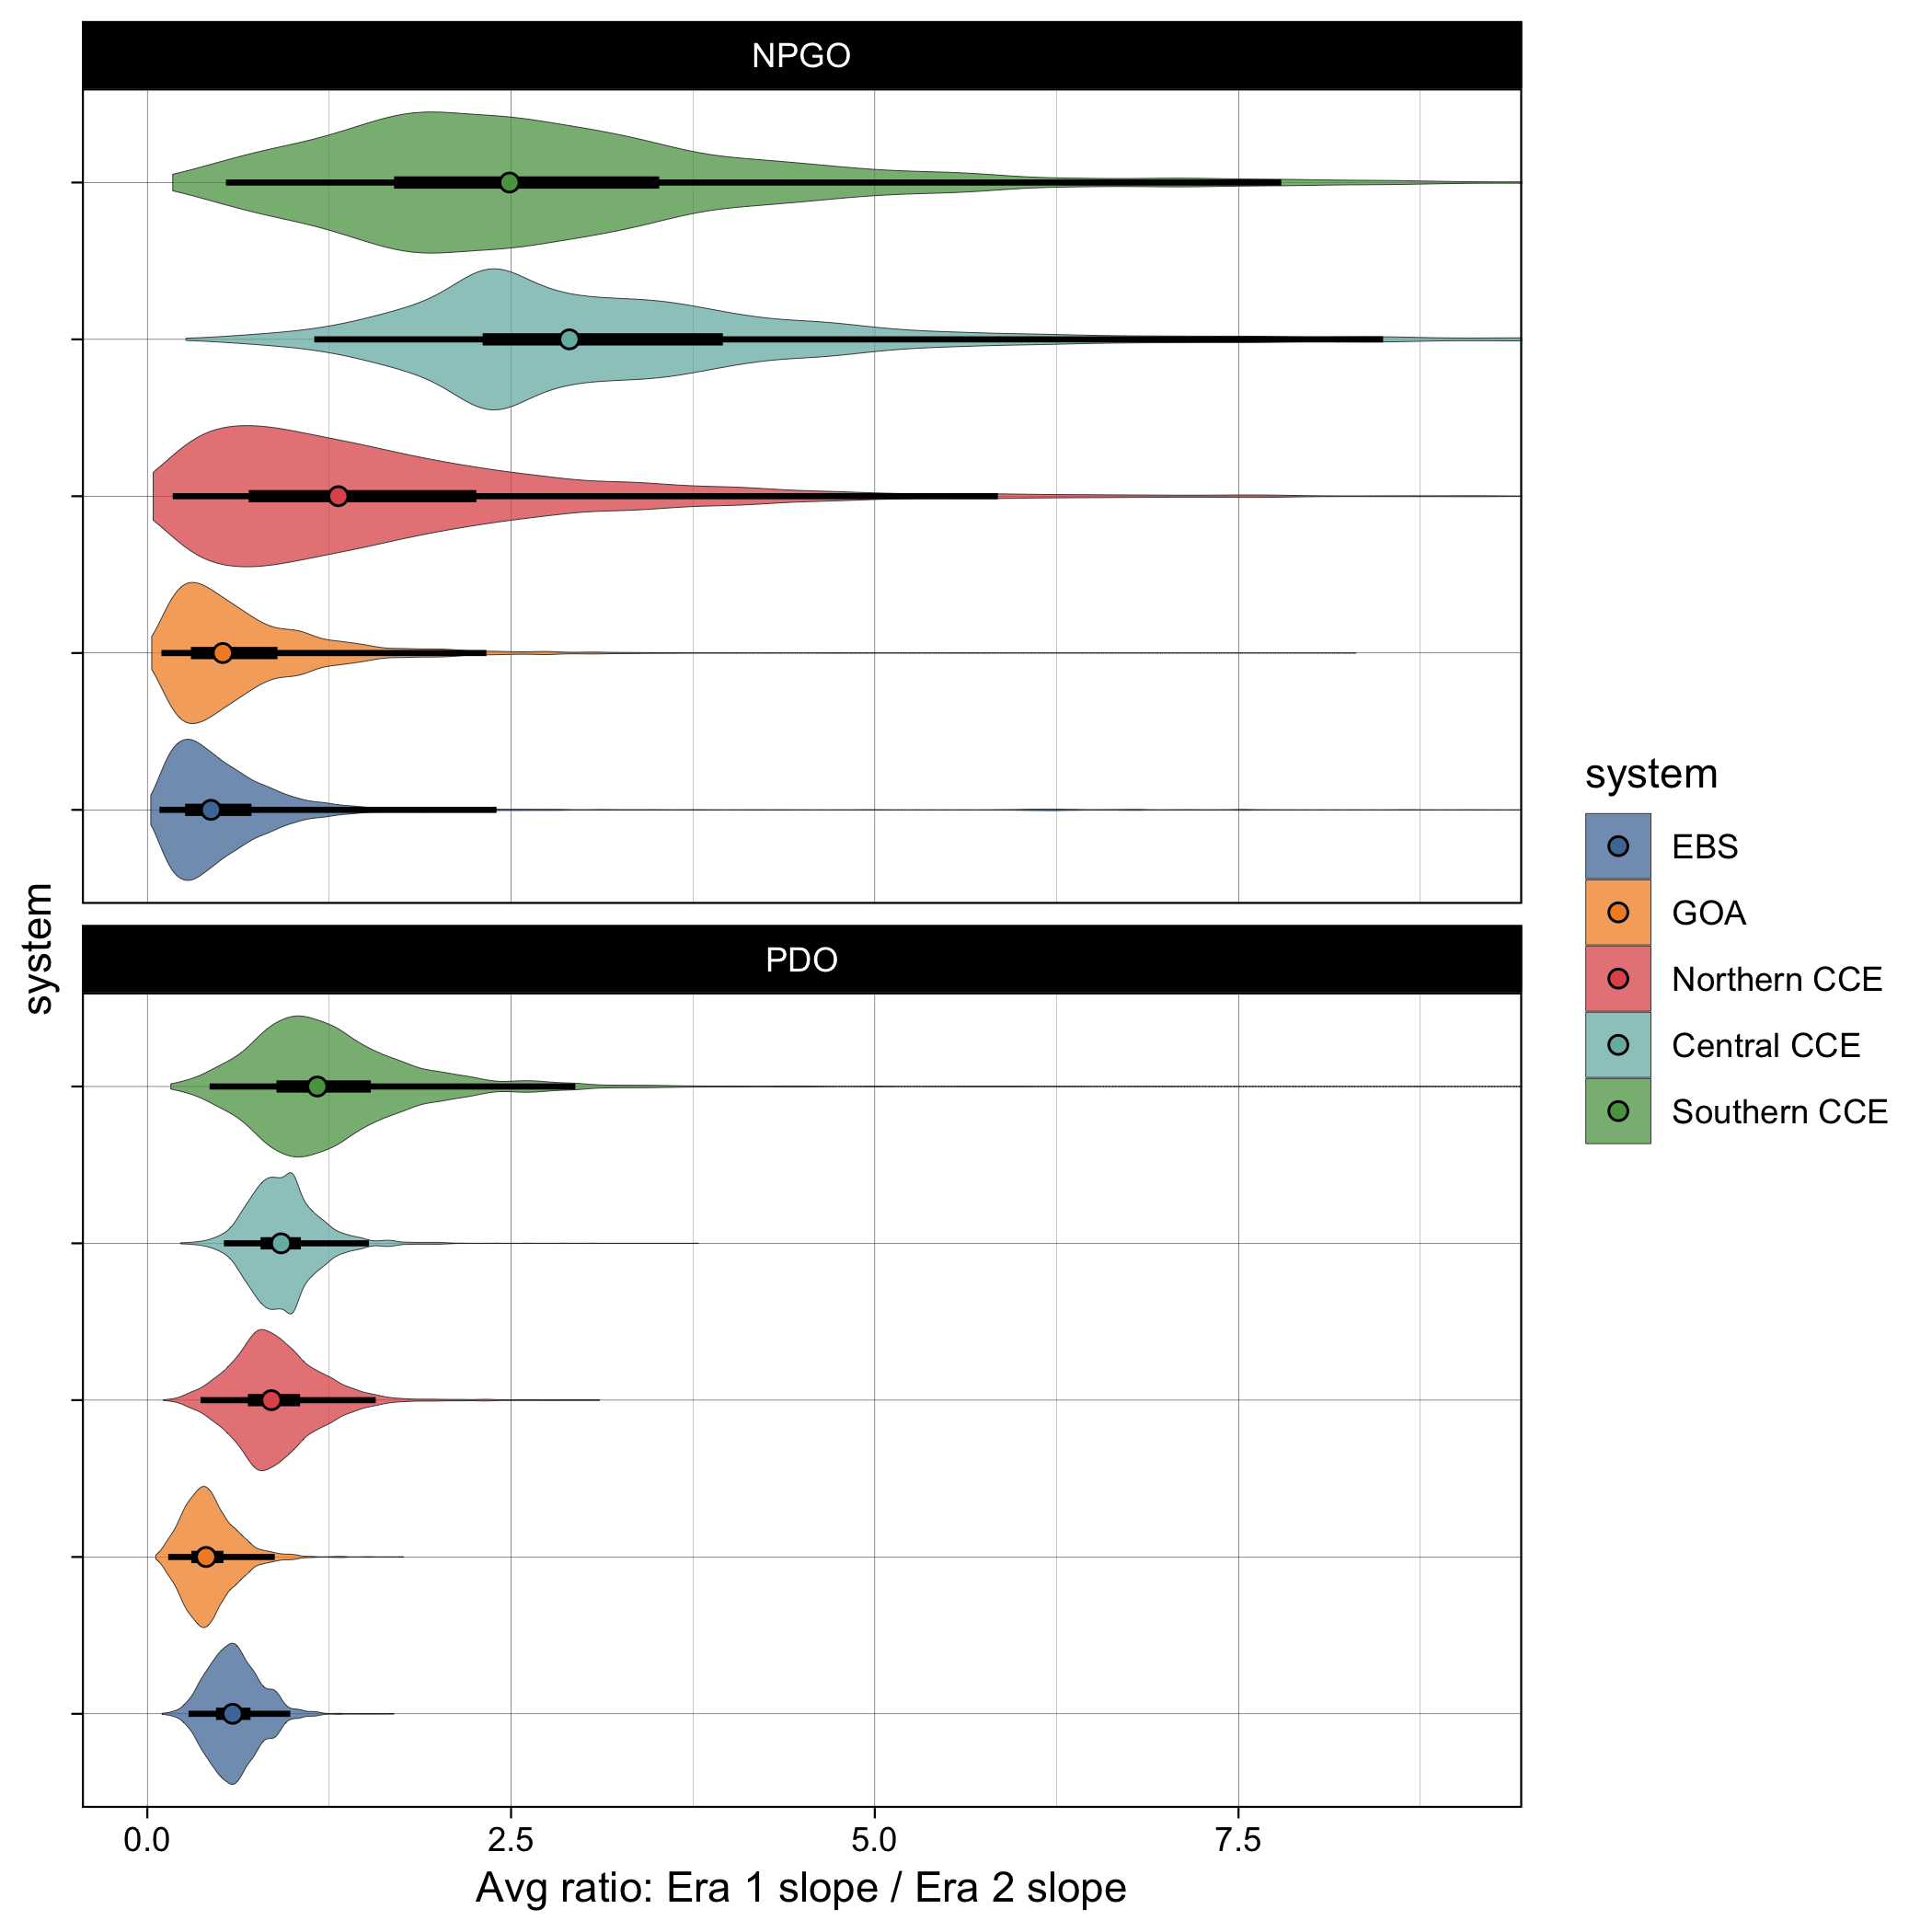 NPGO
system
PDO
0.0
2.5
5.0
7.5
Avg ratio: Era 1 slope / Era 2 slope
system
EBS
GOA
Northern CCE
Central CCE
Southern CCE